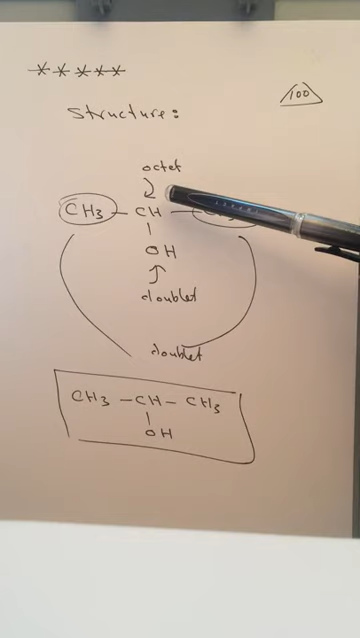 *****
100
Structure:
octet
CH3 - CH -
OH
doublet
doublet
CH3 - CH - CH3
OH